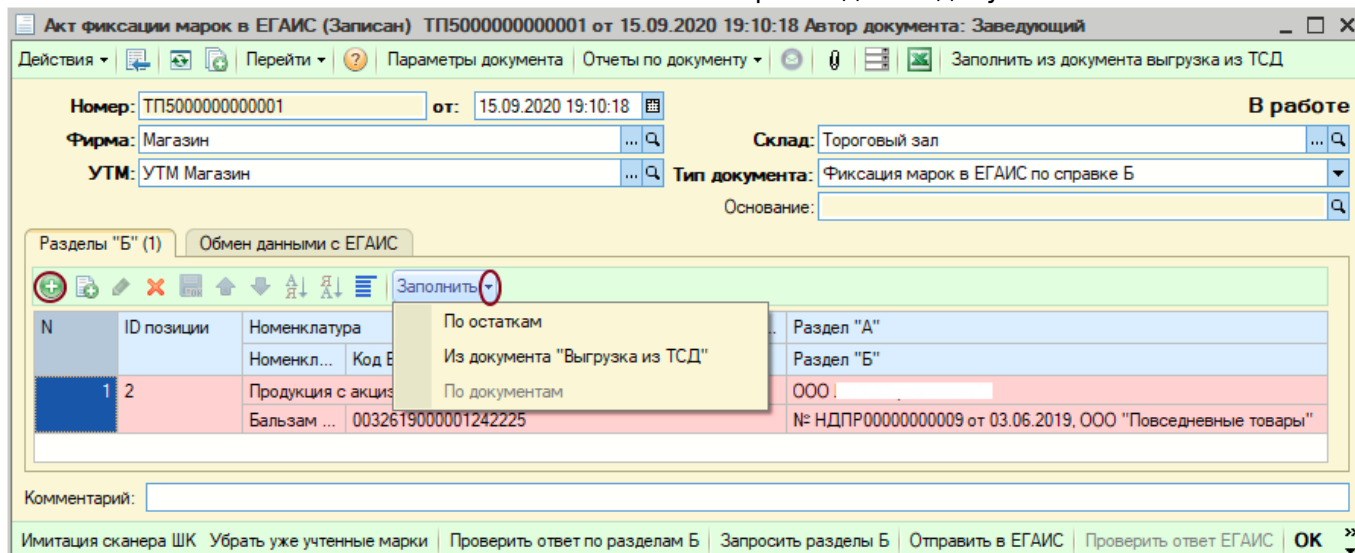 Акт фиксации марок в ЕГАИС (Записан) ТП5000000000001 от 15.09.2020 19:10:18 Автор документа: Заведующий
Действия Перейти Параметры документа Отчеты по документу Заполнить из документа выгрузка из ТСД
Номер: ТП5000000000001 от: 15.09.2020 19:10:18 В работе
Фирма: Магазин ... Склад: Тороговый зал ...
УТМ: УТМ Магазин ... Тип документа: Фиксация марок в ЕГАИС по справке Б
Основание:
Разделы "Б" (1) Обмен данными с ЕГАИС
Заполнить
N ID позиции Номенклатура Раздел "А"
Номенкл... Код Раздел "Б"
По остаткам
Из документа "Выгрузка из ТСД"
По документам
1 2 Продукция с ООО
Бальзам ... 0032619000001242225 № НДПР00000000009 от 03.06.2019, ООО "Повседневные товары"
Комментарий:
Имитация сканера ШК Убрать уже учтенные марки Проверить ответ по разделам Б Запросить разделы Б Отправить в ЕГАИС Проверить ответ ЕГАИС ОК